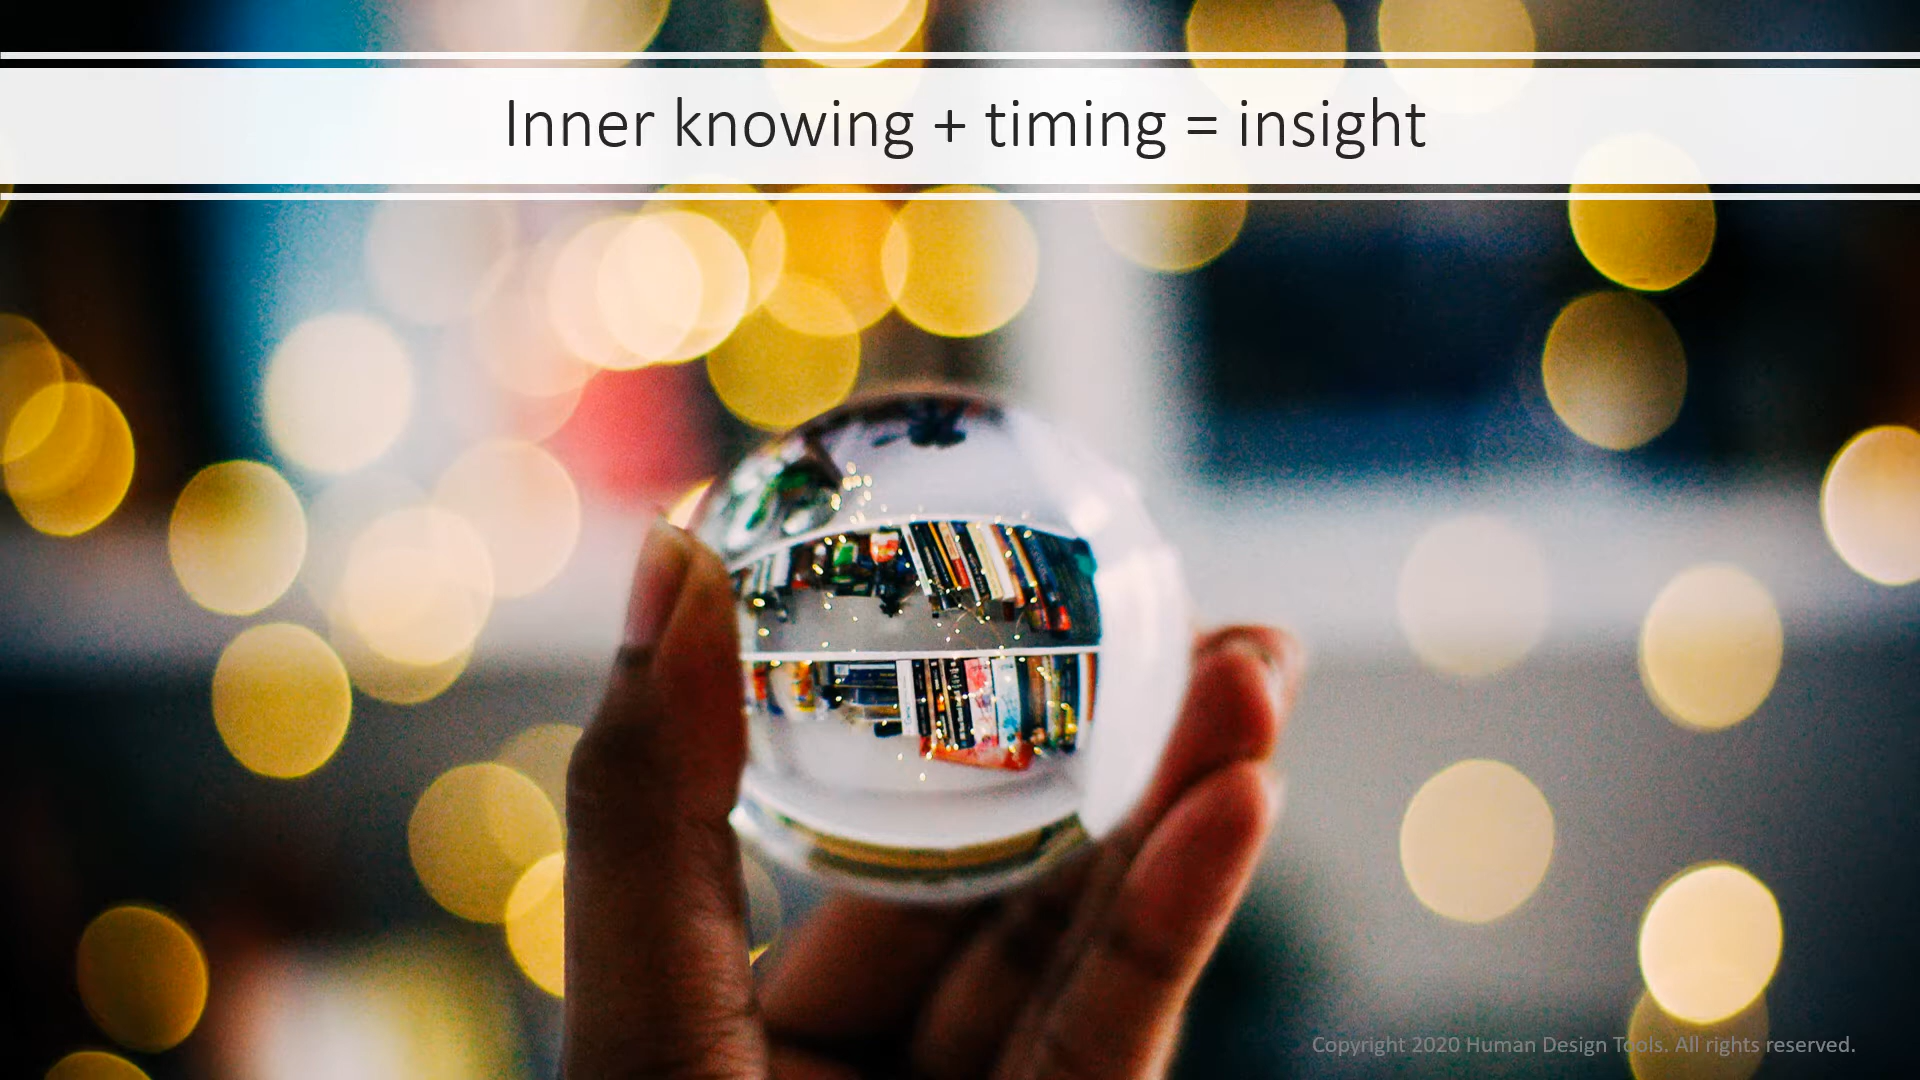 Inner knowing + timing = insight
Copyright 2020 Human Design Tools. All rights reserved.